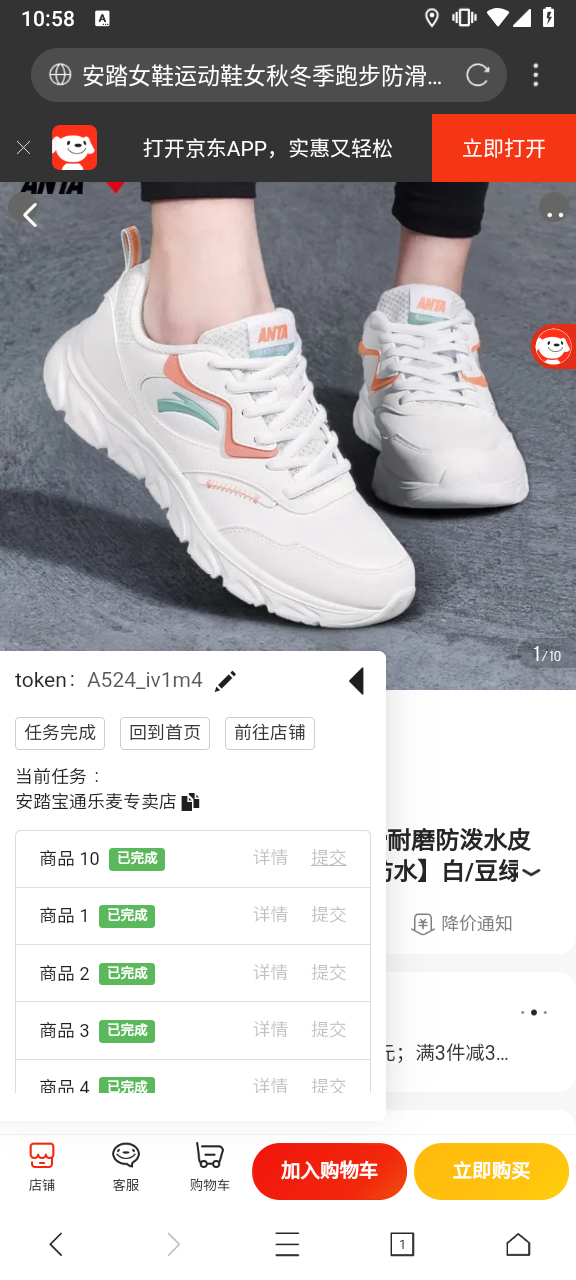 10:58
A
安踏女鞋运动鞋女秋冬季跑步防滑...
打开京东APP，实惠又轻松
立即打开
ANTA
ANTA
ANTA
1/10
token： A524_iv1m4
任务完成
回到首页
前往店铺
当前任务：
安踏宝通乐麦专卖店
耐磨防泼水皮
防水】白/豆绿
降价通知
商品 10 已完成 详情 提交
商品 1 已完成 详情 提交
商品 2 已完成 详情 提交
商品 3 已完成 详情 提交
商品 4 已完成 详情 提交
元；满3件减3...
店铺
客服
购物车
加入购物车
立即购买
1